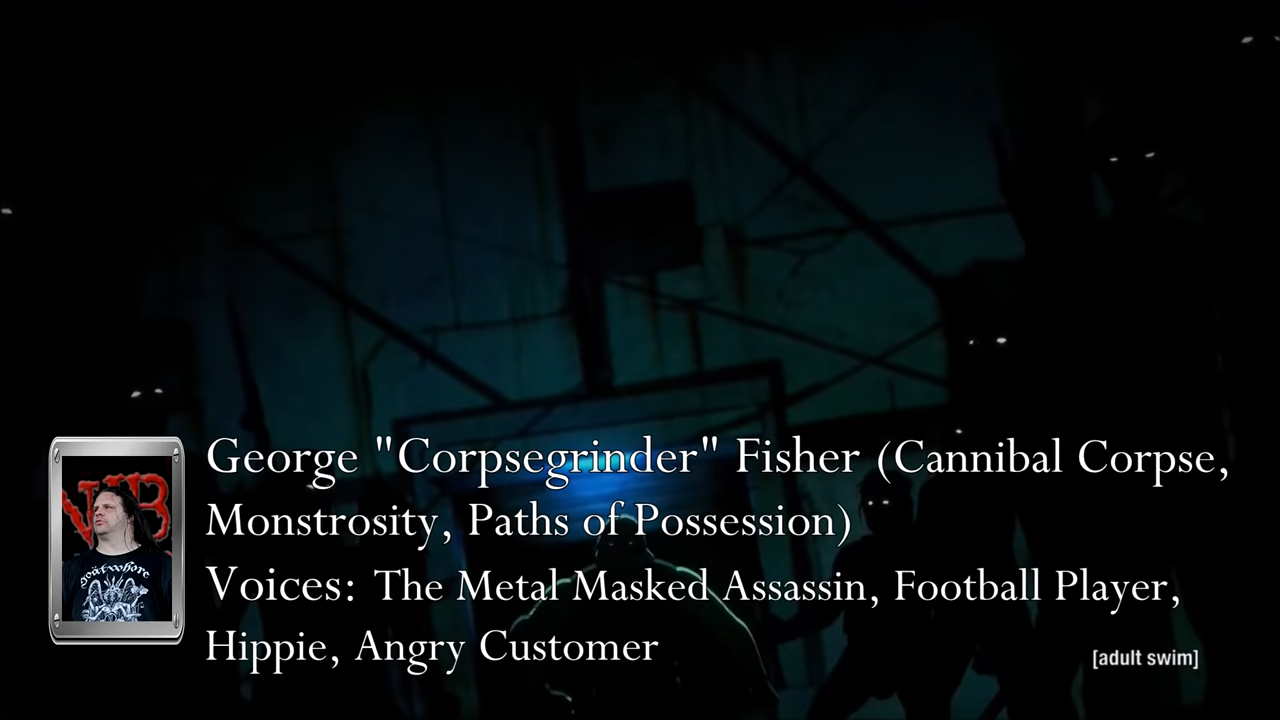 George "Corpsegrinder" Fisher (Cannibal Corpse,
Monstrosity, Paths of Possession)
Voices: The Metal Masked Assassin, Football Player,
Hippie, Angry Customer
[adult swim]
goatwhore